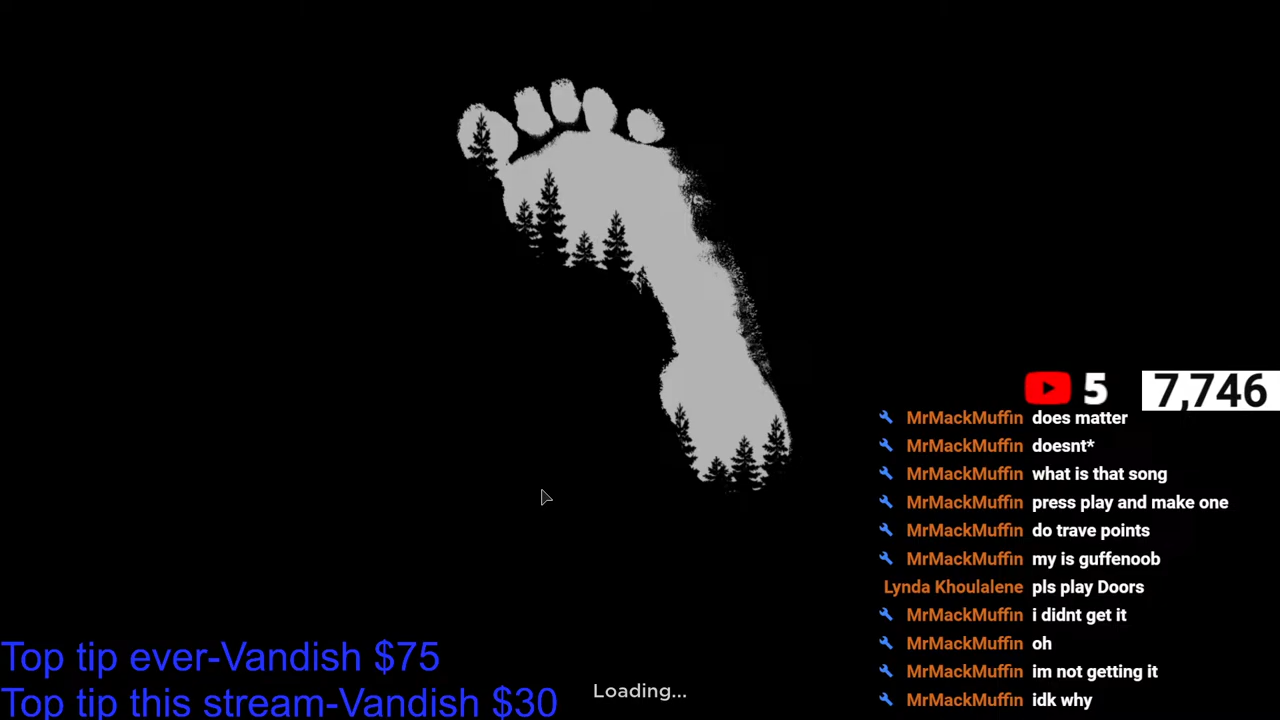 5 7,746
MrMackMuffin does matter
MrMackMuffin doesnt*
MrMackMuffin what is that song
MrMackMuffin press play and make one
MrMackMuffin do trave points
MrMackMuffin my is guffenoob
Lynda Khoulalene pls play Doors
MrMackMuffin i didnt get it
MrMackMuffin oh
MrMackMuffin im not getting it
MrMackMuffin idk why
Top tip ever-Vandish $75
Top tip this stream-Vandish $30
Loading...